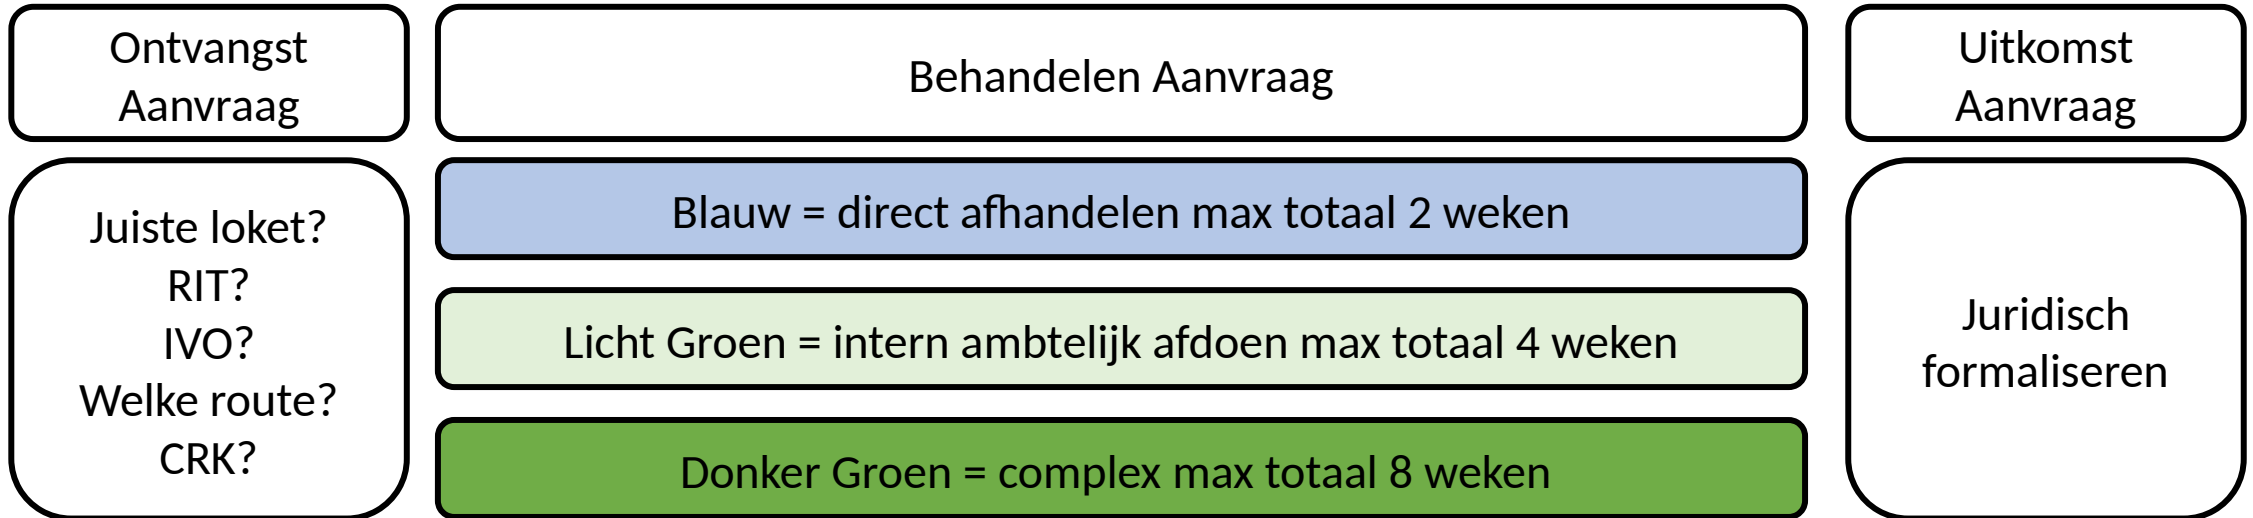 Ontvangst
Aanvraag
Behandelen Aanvraag
Uitkomst
Aanvraag
Juiste loket?
RIT?
IVO?
Welke route?
CRK?
Blauw = direct afhandelen max totaal 2 weken
Licht Groen = intern ambtelijk afdoen max totaal 4 weken
Donker Groen = complex max totaal 8 weken
Juridisch
formaliseren